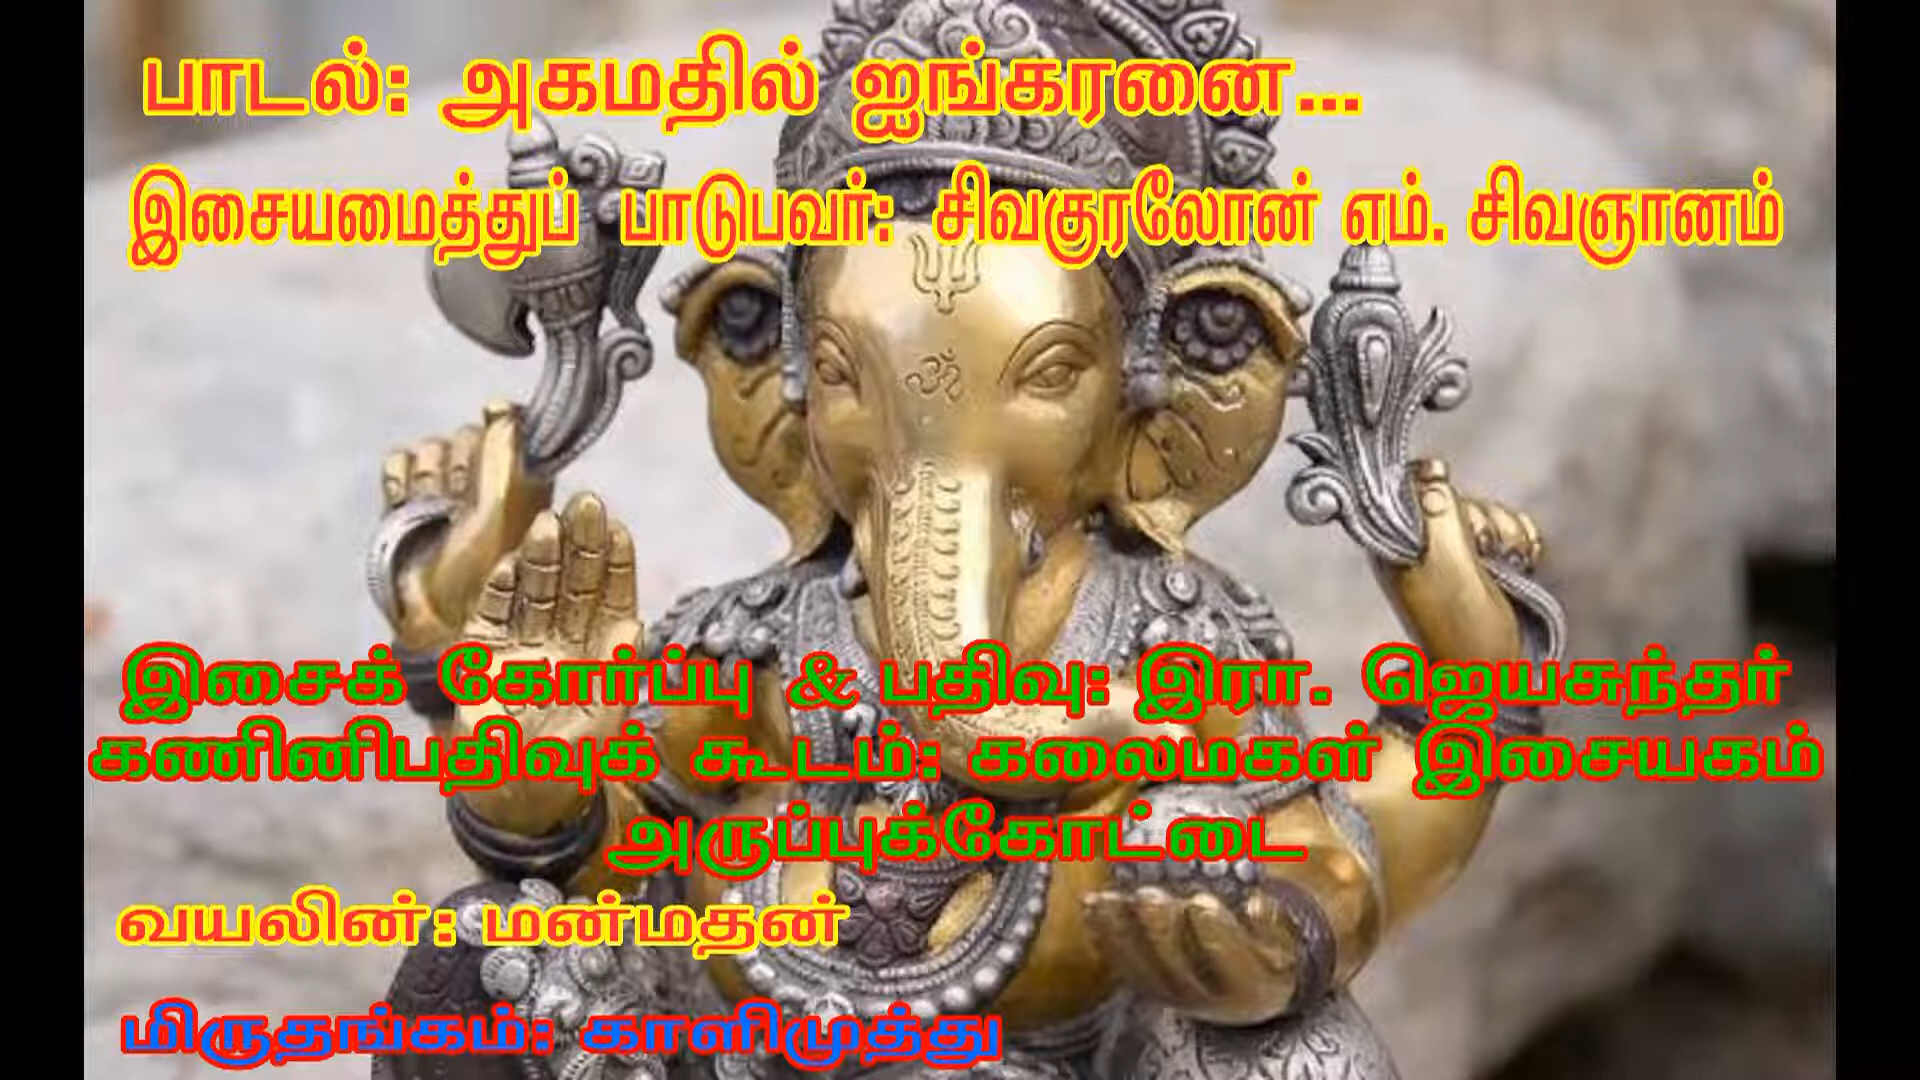 பாடல்: அகமதில் ஐங்கரனை...
இசையமைத்துப் பாடுபவர்: சிவகுரலோன் எம். சிவஞானம்
இசைக் கோர்ப்பு & பதிவு: இரா. ஜெயசுந்தர்
கணினிபதிவுக் கூடம்: கலைமகள் இசையகம்
அருப்புக்கோட்டை
வயலின்: மன்மதன்
மிருதங்கம்: காளிமுத்து